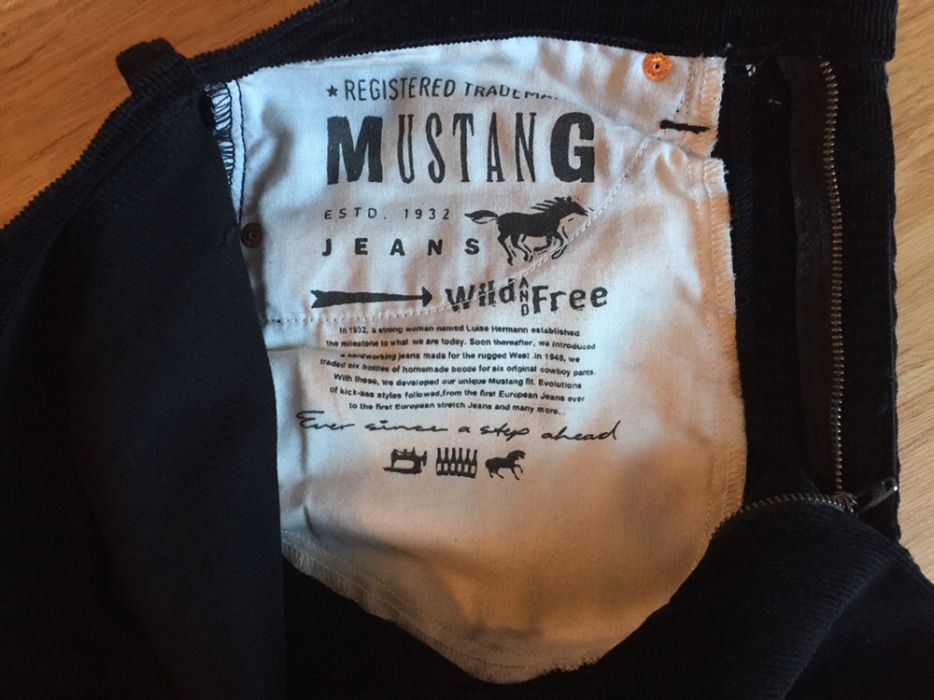 ★ REGISTERED TRADEMA
MUSTANG
ESTD. 1932
JEANS
Wild AND Free
In 1932, a strong woman named Luise Hermann established
the milestone to what we are today. Soon thereafter, we introduced
a hardworking jeans made for the rugged West .In 1948, we
traded six bottles of homemade booze for six original cowboy pants.
With these, we developed our unique Mustang fit. Evolutions
of kick-ass styles followed,from the first European Jeans ever
to the first European stretch Jeans and many more...
Ever since a step ahead